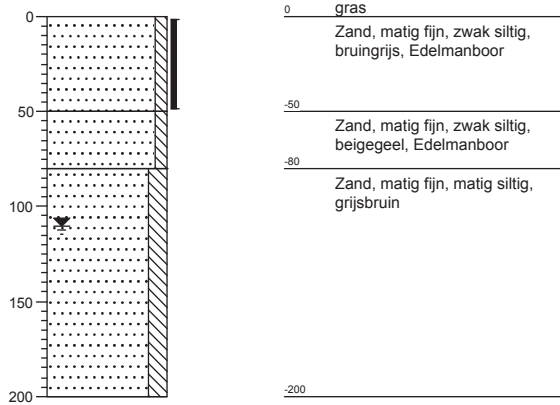 0
50
100
150
200
0
gras
Zand, matig fijn, zwak siltig,
bruingrijs, Edelmanboor
-50
Zand, matig fijn, zwak siltig,
beigegeel, Edelmanboor
-80
Zand, matig fijn, matig siltig,
grijsbruin
-200